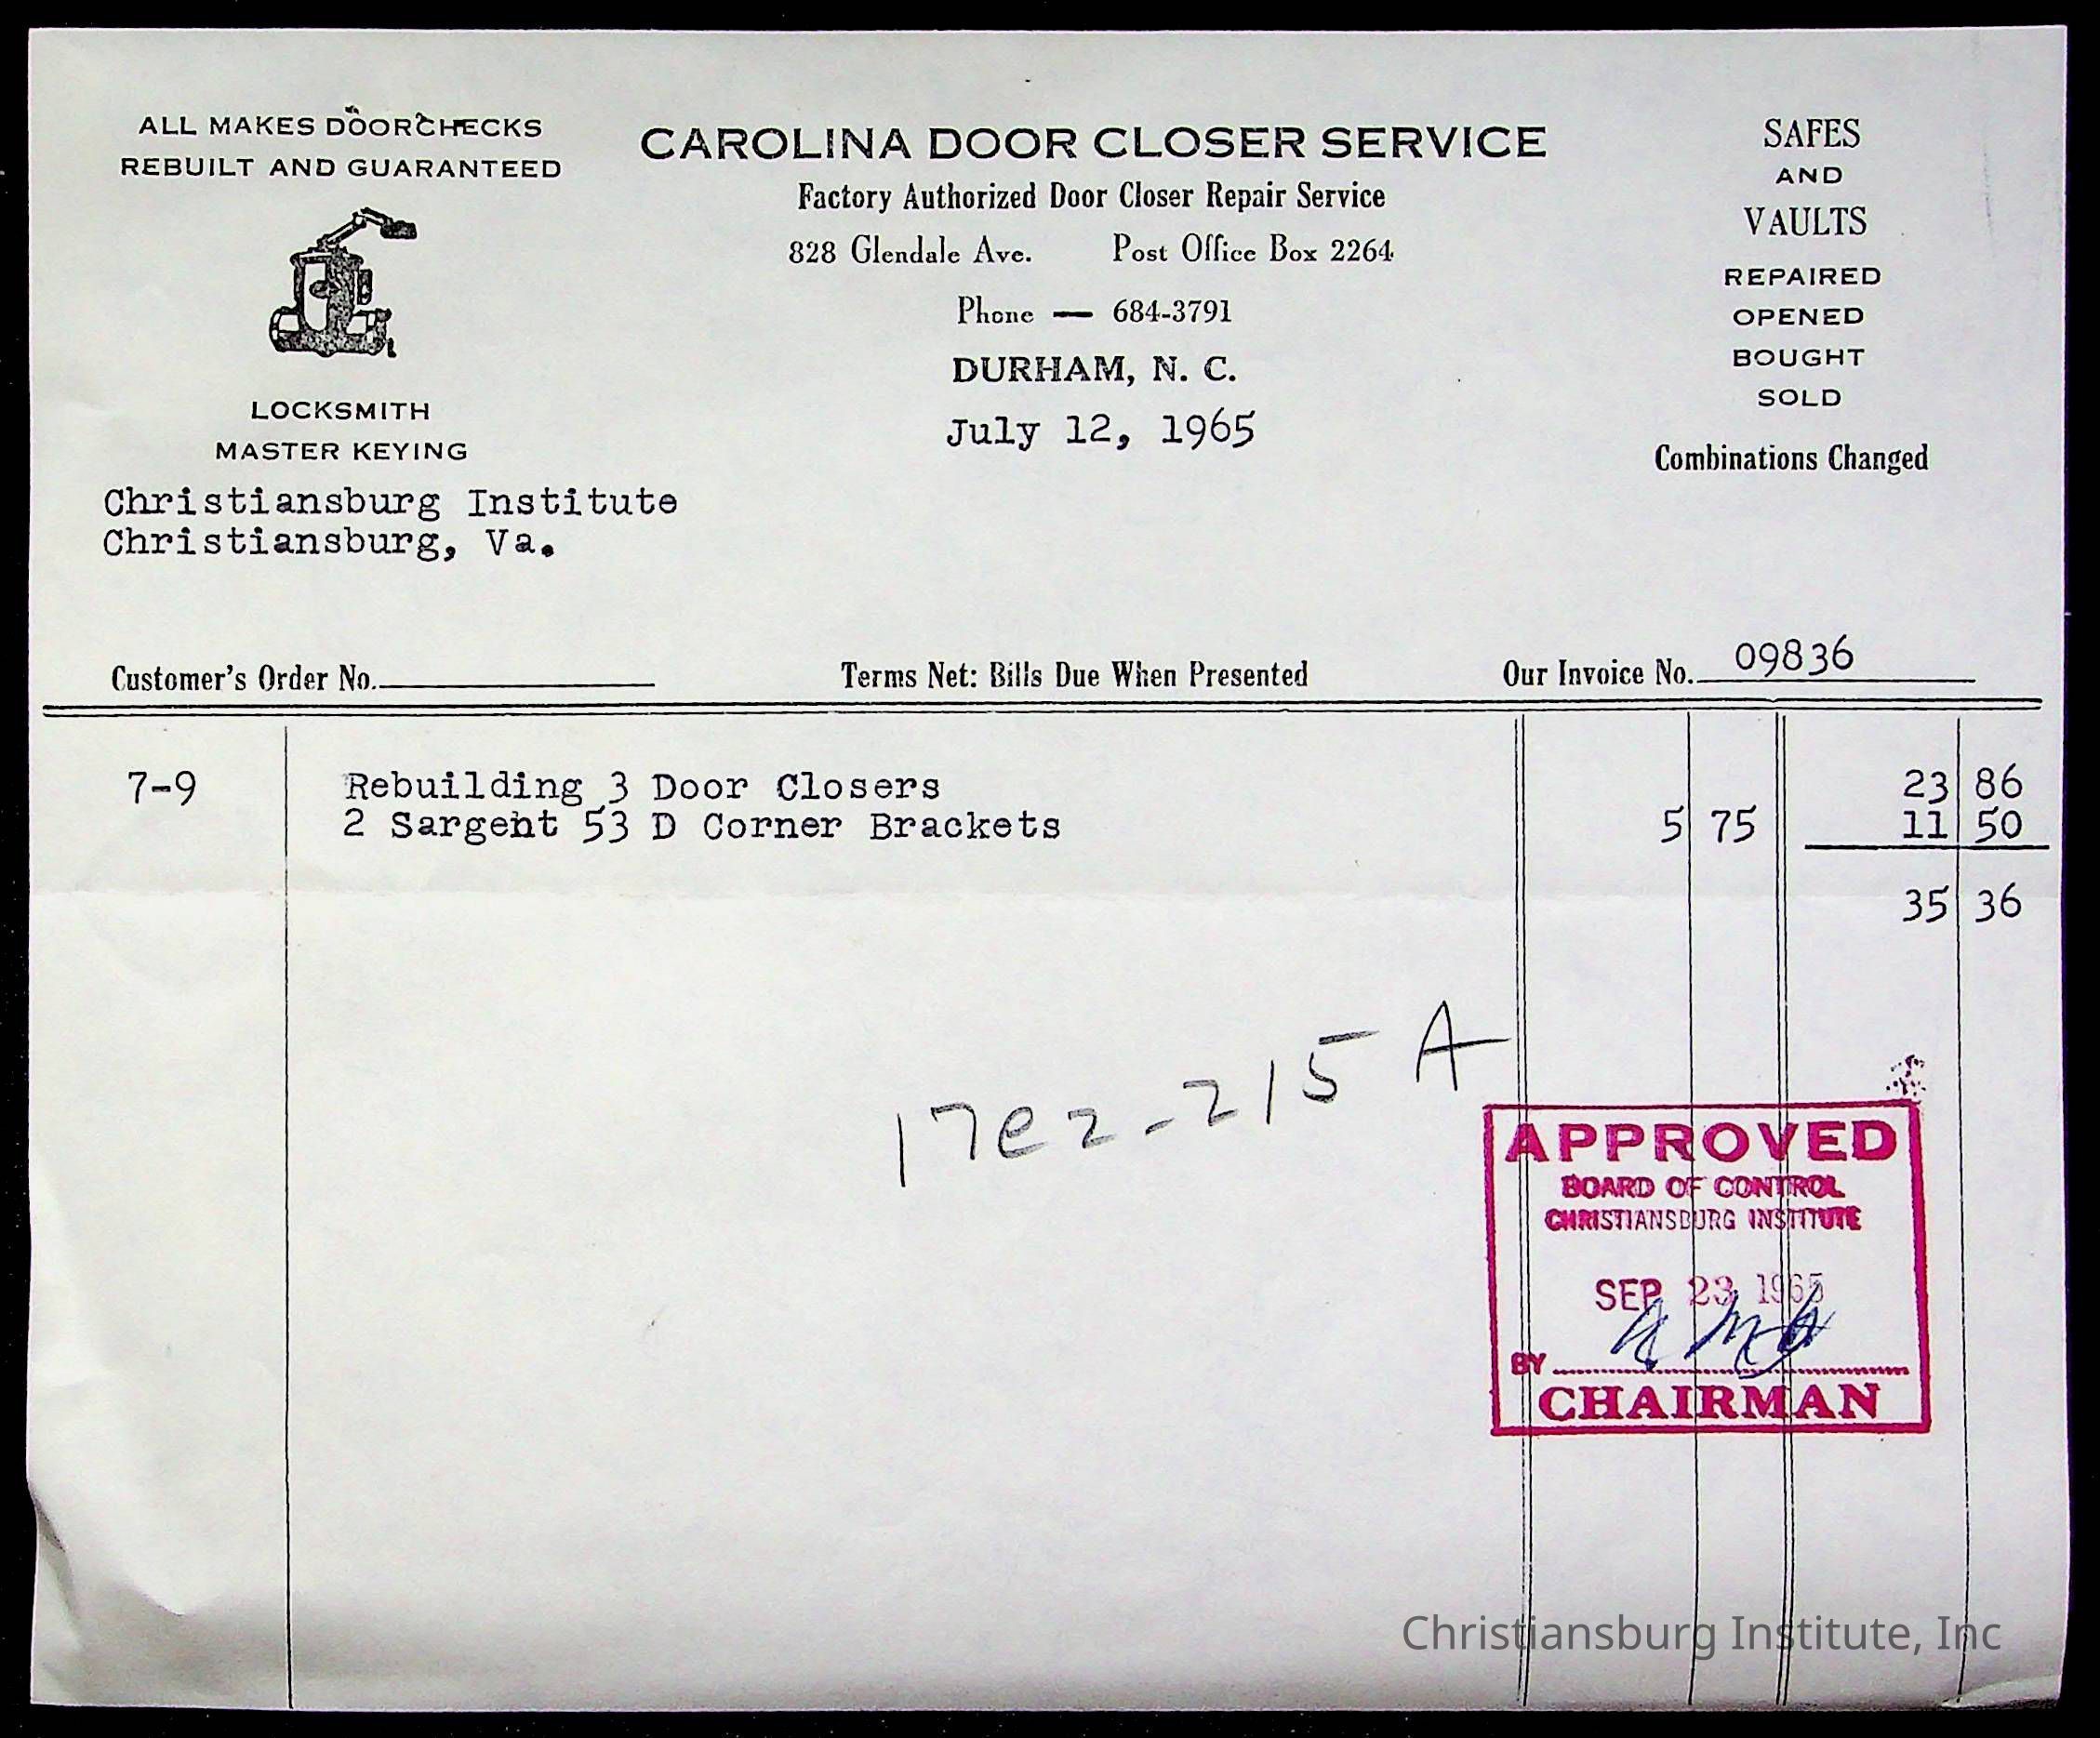 ALL MAKES DOORCHECKS
REBUILT AND GUARANTEED
LOCKSMITH
MASTER KEYING
CAROLINA DOOR CLOSER SERVICE
Factory Authorized Door Closer Repair Service
828 Glendale Ave. Post Office Box 2264
Phone — 684-3791
DURHAM, N. C.
July 12, 1965
SAFES
AND
VAULTS
REPAIRED
OPENED
BOUGHT
SOLD
Combinations Changed
Christiansburg Institute
Christiansburg, Va.
Customer's Order No. Terms Net: Bills Due When Presented Our Invoice No. 09836
7-9 Rebuilding 3 Door Closers 23 86
2 Sargent 53 D Corner Brackets 5 75 11 50
35 36
17e2-215 A
APPROVED
BOARD OF CONTROL
CHRISTIANSBURG INSTITUTE
SEP 23 1965
BY
CHAIRMAN
Christiansburg Institute, Inc